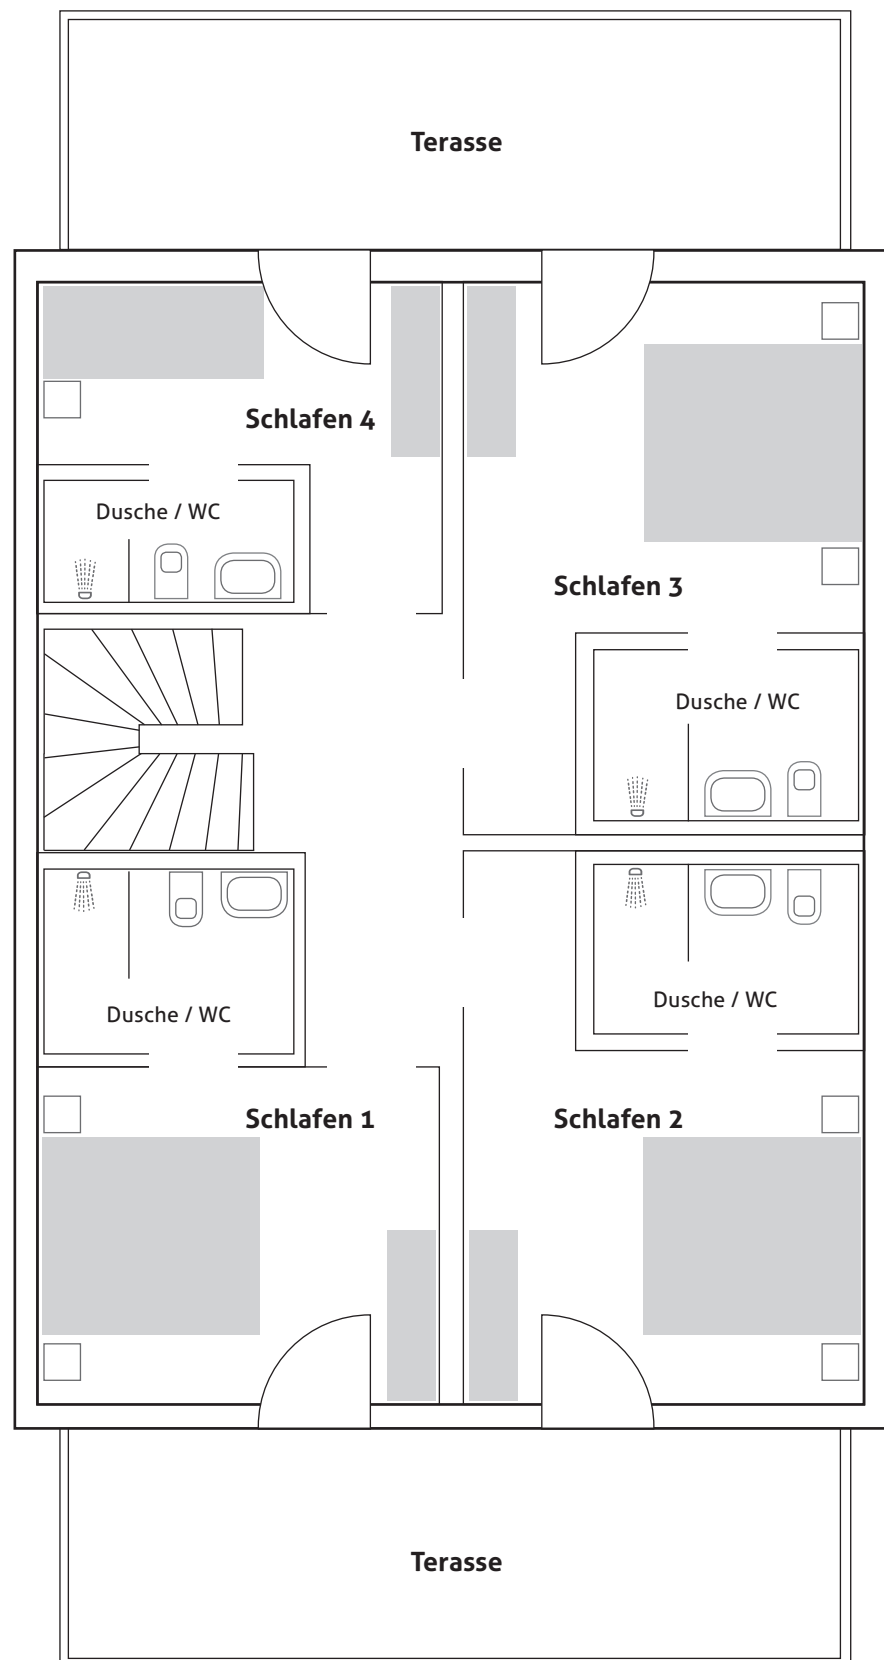 Terasse
Schlafen 4
Dusche / WC
Schlafen 3
Dusche / WC
Dusche / WC
Dusche / WC
Schlafen 1
Schlafen 2
Terasse